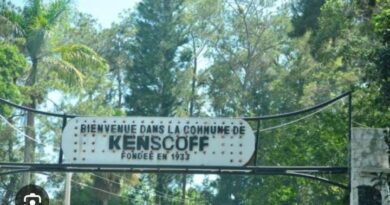 BIENVENUE DANS LA COMMUNE DE
KENSCOFF
FONDÉE EN 1933